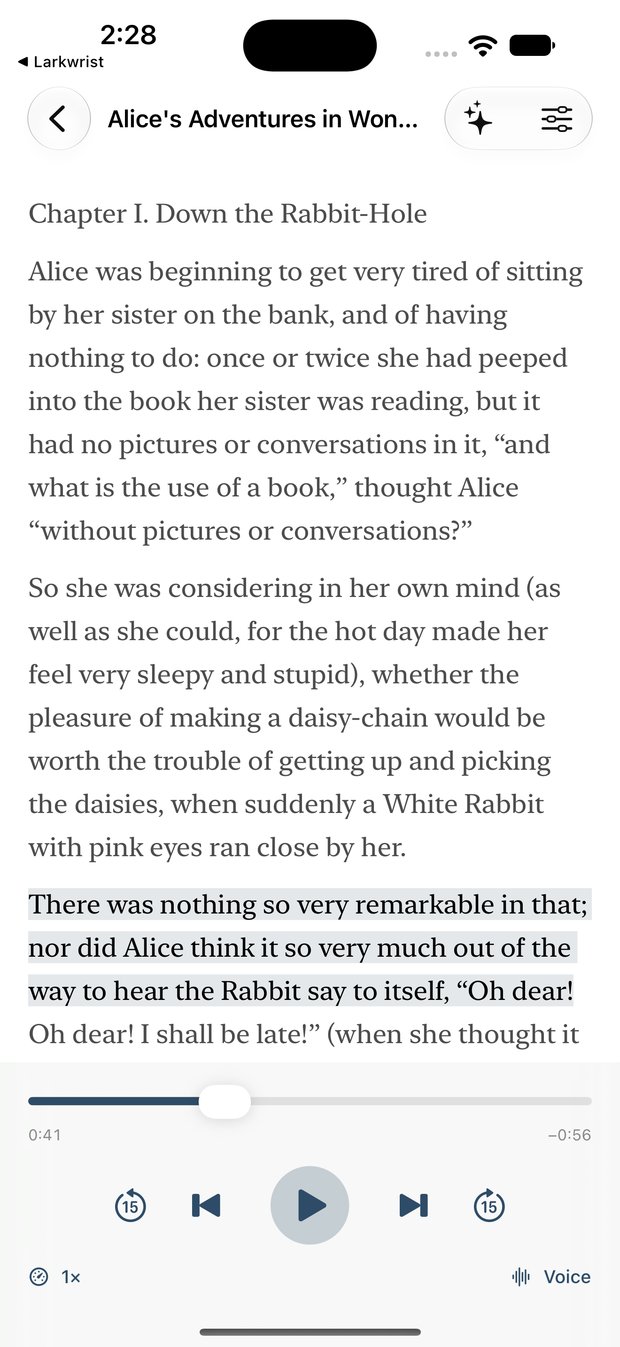 2:28
◀ Larkwrist
Alice's Adventures in Won...
Chapter I. Down the Rabbit-Hole
Alice was beginning to get very tired of sitting
by her sister on the bank, and of having
nothing to do: once or twice she had peeped
into the book her sister was reading, but it
had no pictures or conversations in it, “and
what is the use of a book,” thought Alice
“without pictures or conversations?”
So she was considering in her own mind (as
well as she could, for the hot day made her
feel very sleepy and stupid), whether the
pleasure of making a daisy-chain would be
worth the trouble of getting up and picking
the daisies, when suddenly a White Rabbit
with pink eyes ran close by her.
There was nothing so very remarkable in that;
nor did Alice think it so very much out of the
way to hear the Rabbit say to itself, “Oh dear!
Oh dear! I shall be late!” (when she thought it
0:41
–0:56
15
15
1×
Voice